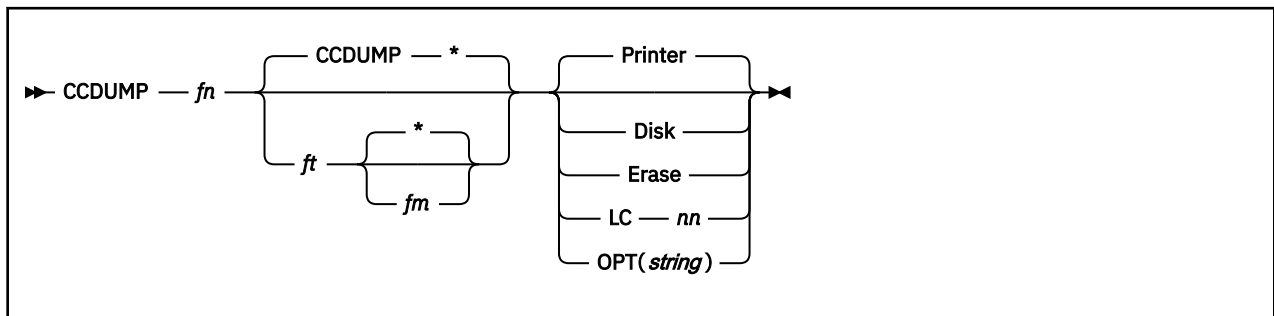 CCDUMP * Printer
CCDUMP fn
* Disk
ft
Erase
fm
LC nn
OPT(string)